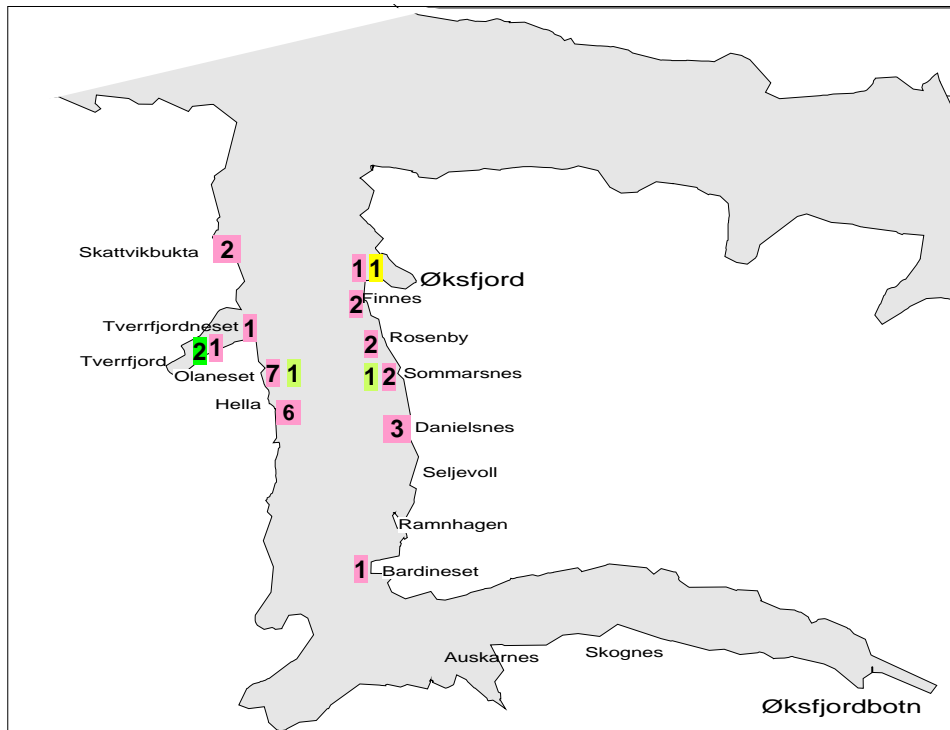 Skattvikbukta 2
1 1 Øksfjord
2 Finnes
Tverrfjordneset 1
2 Rosenby
Tverrfjord 2 1
Olaneset 7 1
1 2 Sommarsnes
Hella 6
3 Danielsnes
Seljevoll
Ramnhagen
1 Bardineset
Auskarnes
Skognes
Øksfjordbotn